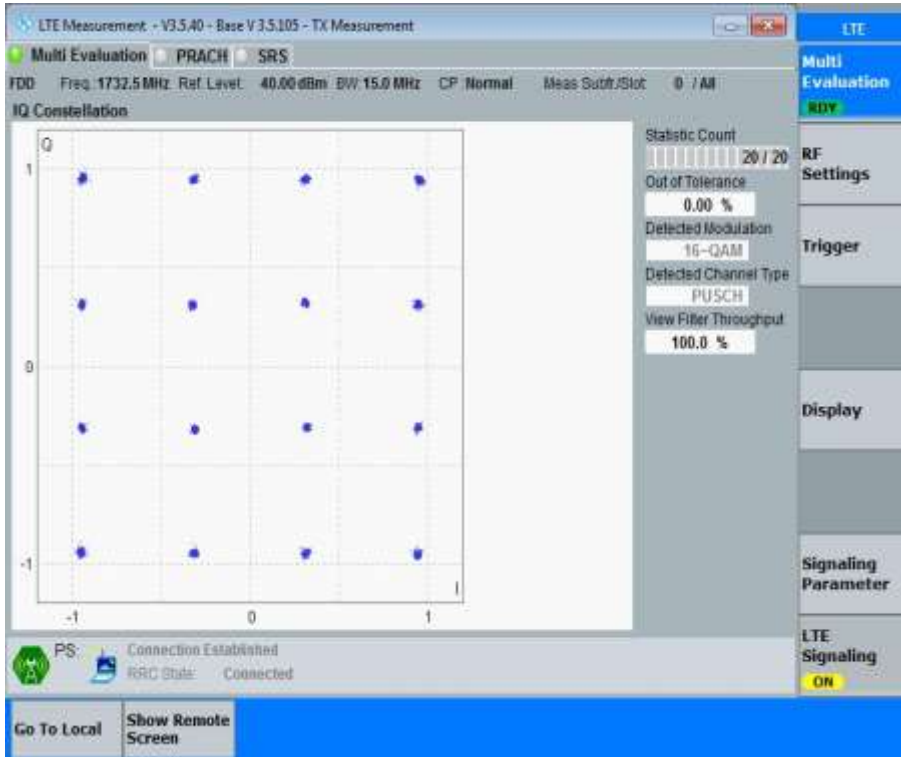 LTE Measurement - V3.5.40 - Base V 3.5.105 - TX Measurement
Multi Evaluation PRACH SRS
FDD Freq.:1732.5 MHz Ref. Level: 40.00 dBm BW: 15.0 MHz CP: Normal Meas Subfr./Slot: 0 / All
IQ Constellation
Q
1
0
-1
-1 0 1
I
Statistic Count
20 / 20
Out of Tolerance
0.00 %
Detected Modulation
16-QAM
Detected Channel Type
PUSCH
View Filter Throughput
100.0 %
PS:
Connection Established
RRC State: Connected
LTE
Multi
Evaluation
RDY
RF
Settings
Trigger
Display
Signaling
Parameter
LTE
Signaling
ON
Go To Local
Show Remote
Screen